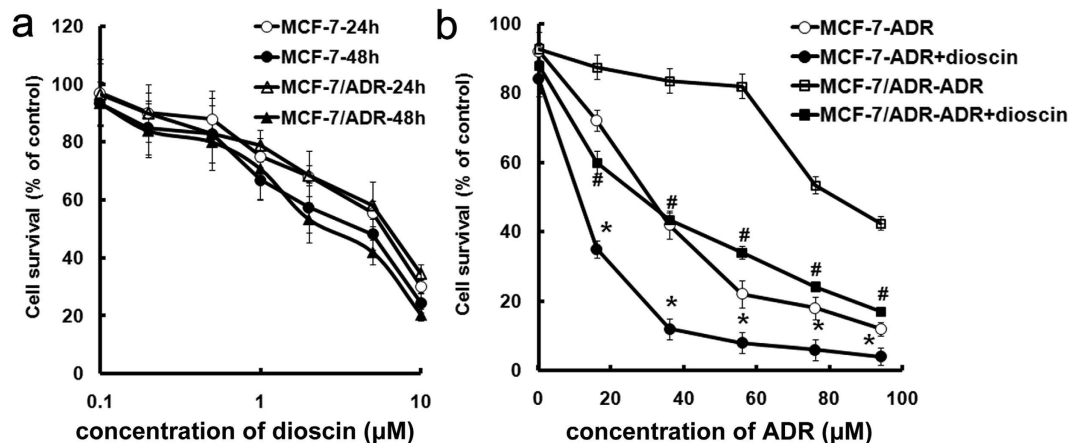 a
120
100
80
60
40
20
0
Cell survival (% of control)
0.1
1
10
concentration of dioscin (µM)
MCF-7-24h
MCF-7-48h
MCF-7/ADR-24h
MCF-7/ADR-48h
b
100
80
60
40
20
0
Cell survival (% of control)
0
20
40
60
80
100
concentration of ADR (µM)
MCF-7-ADR
MCF-7-ADR+dioscin
MCF-7/ADR-ADR
MCF-7/ADR-ADR+dioscin
#
#
#
#
#
*
*
*
*
*